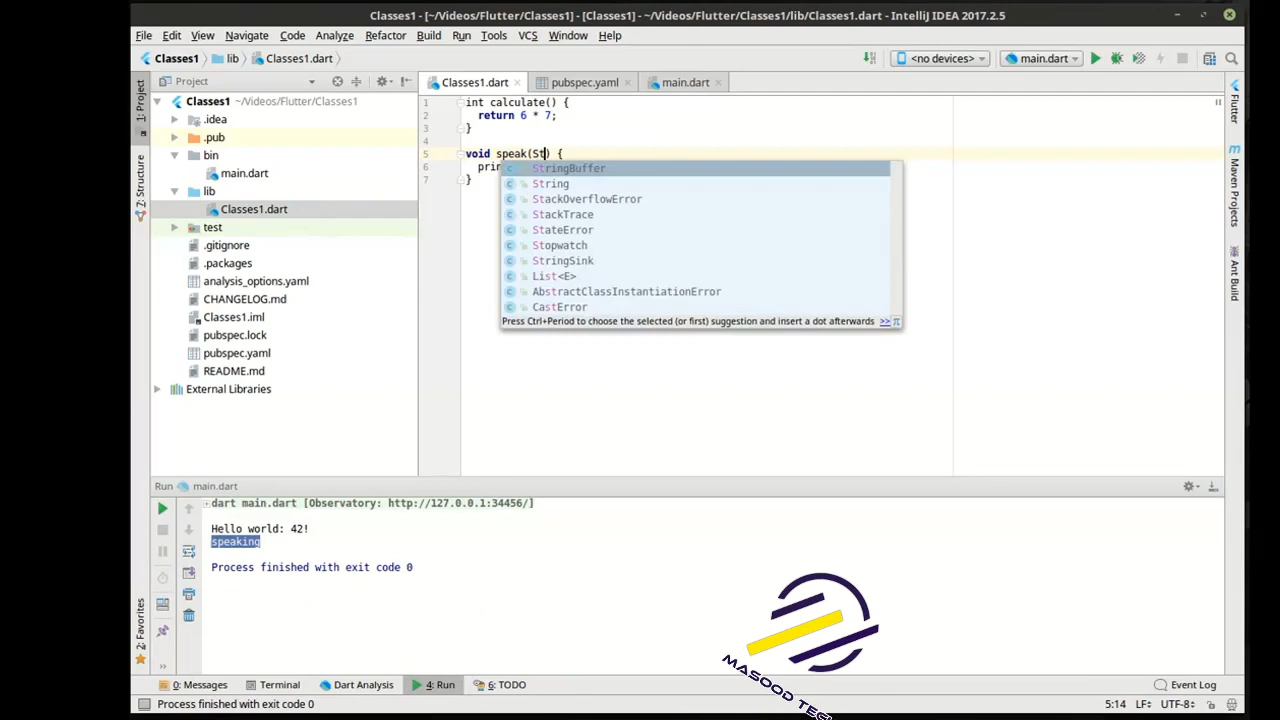 Classes1 - [~/Videos/Flutter/Classes1] - [Classes1] - ~/Videos/Flutter/Classes1/lib/Classes1.dart - IntelliJ IDEA 2017.2.5
File Edit View Navigate Code Analyze Refactor Build Run Tools VCS Window Help
Classes1 lib Classes1.dart <no devices> main.dart
Project
Classes1.dart pubspec.yaml main.dart
1: Project
7: Structure
2: Favorites
Classes1 ~/Videos/Flutter/Classes1
.idea
.pub
bin
main.dart
lib
Classes1.dart
test
.gitignore
.packages
analysis_options.yaml
CHANGELOG.md
Classes1.iml
pubspec.lock
pubspec.yaml
README.md
External Libraries
1 int calculate() {
2 return 6 * 7;
3 }
4
5 void speak(St) {
6 prin
7 }
StringBuffer
String
StackOverflowError
StackTrace
StateError
Stopwatch
StringSink
List<E>
AbstractClassInstantiationError
CastError
Press Ctrl+Period to choose the selected (or first) suggestion and insert a dot afterwards >> π
Flutter
Maven Projects
Ant Build
Run main.dart
dart main.dart [Observatory: http://127.0.0.1:34456/]
Hello world: 42!
speaking
Process finished with exit code 0
MASOOD TECH
0: Messages Terminal Dart Analysis 4: Run 6: TODO Event Log
Process finished with exit code 0 5:14 LF UTF-8